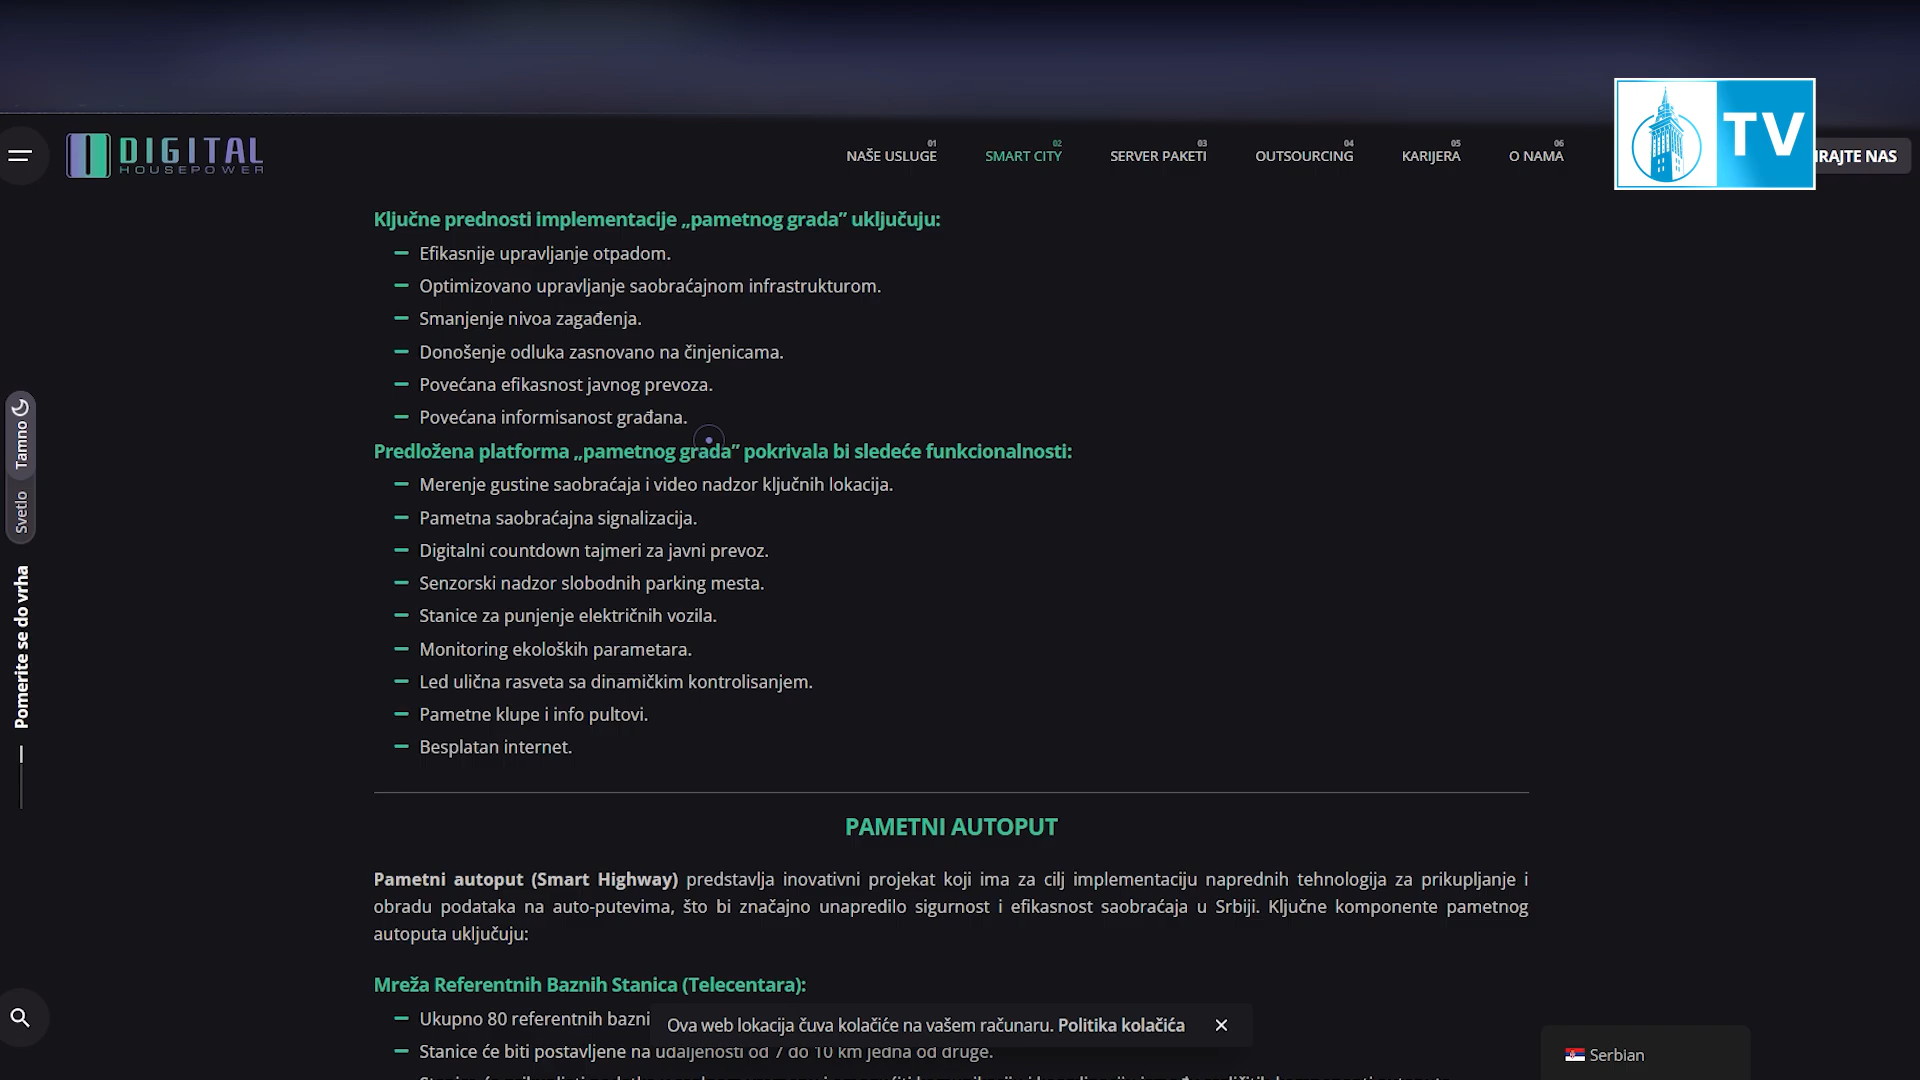 TV
DIGITAL
HOUSEPOWER
NAŠE USLUGE 01
SMART CITY 02
SERVER PAKETI 03
OUTSOURCING 04
KARIJERA 05
O NAMA 06
IRAJTE NAS
Ključne prednosti implementacije „pametnog grada” uključuju:
Efikasnije upravljanje otpadom.
Optimizovano upravljanje saobraćajnom infrastrukturom.
Smanjenje nivoa zagađenja.
Donošenje odluka zasnovano na činjenicama.
Povećana efikasnost javnog prevoza.
Povećana informisanost građana.
Predložena platforma „pametnog grada” pokrivala bi sledeće funkcionalnosti:
Merenje gustine saobraćaja i video nadzor ključnih lokacija.
Pametna saobraćajna signalizacija.
Digitalni countdown tajmeri za javni prevoz.
Senzorski nadzor slobodnih parking mesta.
Stanice za punjenje električnih vozila.
Monitoring ekoloških parametara.
Led ulična rasveta sa dinamičkim kontrolisanjem.
Pametne klupe i info pultovi.
Besplatan internet.
Tamno
Svetlo
Pomerite se do vrha
PAMETNI AUTOPUT
Pametni autoput (Smart Highway) predstavlja inovativni projekat koji ima za cilj implementaciju naprednih tehnologija za prikupljanje i
obradu podataka na auto-putevima, što bi značajno unapredilo sigurnost i efikasnost saobraćaja u Srbiji. Ključne komponente pametnog
autoputa uključuju:
Mreža Referentnih Baznih Stanica (Telecentara):
Ukupno 80 referentnih bazni
Stanice će biti postavljene na udaljenosti od 7 do 10 km jedna od druge.
Ova web lokacija čuva kolačiće na vašem računaru. Politika kolačića
Serbian